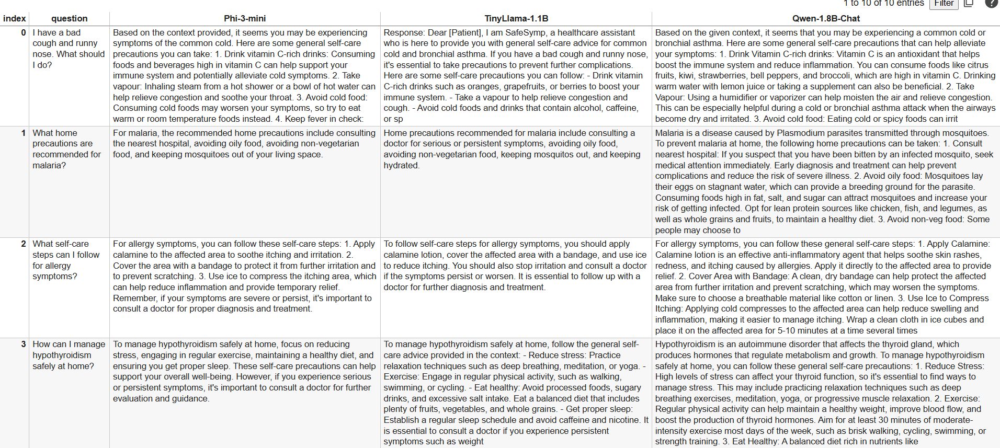 1 to 10 of 10 entries Filter ?
index question Phi-3-mini TinyLlama-1.1B Qwen-1.8B-Chat
0
I have a bad
cough and runny
nose. What should
I do?
Based on the context provided, it seems you may be experiencing
symptoms of the common cold. Here are some general self-care
precautions you can take: 1. Drink vitamin C-rich drinks: Consuming
foods and beverages high in vitamin C can help support your
immune system and potentially alleviate cold symptoms. 2. Take
vapour: Inhaling steam from a hot shower or a bowl of hot water can
help relieve congestion and soothe your throat. 3. Avoid cold food:
Consuming cold foods may worsen your symptoms, so try to eat
warm or room temperature foods instead. 4. Keep fever in check:
Response: Dear [Patient], I am SafeSymp, a healthcare assistant
who is here to provide you with general self-care advice for common
cold and bronchial asthma. If you have a bad cough and runny nose,
it's essential to take precautions to prevent further complications.
Here are some self-care precautions you can follow: - Drink vitamin
C-rich drinks such as oranges, grapefruits, or berries to boost your
immune system. - Take a vapour to help relieve congestion and
cough. - Avoid cold foods and drinks that contain alcohol, caffeine,
or sp
Based on the given context, it seems that you may be experiencing a common cold or
bronchial asthma. Here are some general self-care precautions that can help alleviate
your symptoms: 1. Drink Vitamin C-rich drinks: Vitamin C is an antioxidant that helps
boost the immune system and reduce inflammation. You can consume foods like citrus
fruits, kiwi, strawberries, bell peppers, and broccoli, which are high in vitamin C. Drinking
warm water with lemon juice or taking a supplement can also be beneficial. 2. Take
Vapour: Using a humidifier or vaporizer can help moisten the air and relieve congestion.
This can be especially helpful during a cold or bronchial asthma attack when the airways
become dry and irritated. 3. Avoid cold food: Eating cold or spicy foods can irrit
1
What home
precautions are
recommended for
malaria?
For malaria, the recommended home precautions include consulting
the nearest hospital, avoiding oily food, avoiding non-vegetarian
food, and keeping mosquitoes out of your living space.
Home precautions recommended for malaria include consulting a
doctor for serious or persistent symptoms, avoiding oily food,
avoiding non-vegetarian food, keeping mosquitos out, and keeping
hydrated.
Malaria is a disease caused by Plasmodium parasites transmitted through mosquitoes.
To prevent malaria at home, the following home precautions can be taken: 1. Consult
nearest hospital: If you suspect that you have been bitten by an infected mosquito, seek
medical attention immediately. Early diagnosis and treatment can help prevent
complications and reduce the risk of severe illness. 2. Avoid oily food: Mosquitoes lay
their eggs on stagnant water, which can provide a breeding ground for the parasite.
Consuming foods high in fat, salt, and sugar can attract mosquitoes and increase your
risk of getting infected. Opt for lean protein sources like chicken, fish, and legumes, as
well as whole grains and fruits, to maintain a healthy diet. 3. Avoid non-veg food: Some
people may choose to
2
What self-care
steps can I follow
for allergy
symptoms?
For allergy symptoms, you can follow these self-care steps: 1. Apply
calamine to the affected area to soothe itching and irritation. 2.
Cover the area with a bandage to protect it from further irritation and
to prevent scratching. 3. Use ice to compress the itching area, which
can help reduce inflammation and provide temporary relief.
Remember, if your symptoms are severe or persist, it's important to
consult a doctor for proper diagnosis and treatment.
To follow self-care steps for allergy symptoms, you should apply
calamine lotion, cover the affected area with a bandage, and use ice
to reduce itching. You should also stop irritation and consult a doctor
if the symptoms persist or worsen. It is essential to follow up with a
doctor for further diagnosis and treatment.
For allergy symptoms, you can follow these general self-care steps: 1. Apply Calamine:
Calamine lotion is an effective anti-inflammatory agent that helps soothe skin rashes,
redness, and itching caused by allergies. Apply it directly to the affected area to provide
relief. 2. Cover Area with Bandage: A clean, dry bandage can help protect the affected
area from further irritation and prevent scratching, which may worsen the symptoms.
Make sure to choose a breathable material like cotton or linen. 3. Use Ice to Compress
Itching: Applying cold compresses to the affected area can help reduce swelling and
inflammation, making it easier to manage itching. Wrap a clean cloth in ice cubes and
place it on the affected area for 5-10 minutes at a time several times
3
How can I manage
hypothyroidism
safely at home?
To manage hypothyroidism safely at home, focus on reducing
stress, engaging in regular exercise, maintaining a healthy diet, and
ensuring you get proper sleep. These self-care precautions can help
support your overall well-being. However, if you experience serious
or persistent symptoms, it's important to consult a doctor for further
evaluation and guidance.
To manage hypothyroidism safely at home, follow the general self-
care advice provided in the context: - Reduce stress: Practice
relaxation techniques such as deep breathing, meditation, or yoga. -
Exercise: Engage in regular physical activity, such as walking,
swimming, or cycling. - Eat healthy: Avoid processed foods, sugary
drinks, and excessive salt intake. Eat a balanced diet that includes
plenty of fruits, vegetables, and whole grains. - Get proper sleep:
Establish a regular sleep schedule and avoid caffeine and nicotine. It
is essential to consult a doctor if you experience persistent
symptoms such as weight
Hypothyroidism is an autoimmune disorder that affects the thyroid gland, which
produces hormones that regulate metabolism and growth. To manage hypothyroidism
safely at home, you can follow these general self-care precautions: 1. Reduce Stress:
High levels of stress can affect your thyroid function, so it's essential to find ways to
manage stress. This may include practicing relaxation techniques such as deep
breathing exercises, meditation, yoga, or progressive muscle relaxation. 2. Exercise:
Regular physical activity can help maintain a healthy weight, improve blood flow, and
boost the production of thyroid hormones. Aim for at least 30 minutes of moderate-
intensity exercise most days of the week, such as brisk walking, cycling, swimming, or
strength training. 3. Eat Healthy: A balanced diet rich in nutrients like